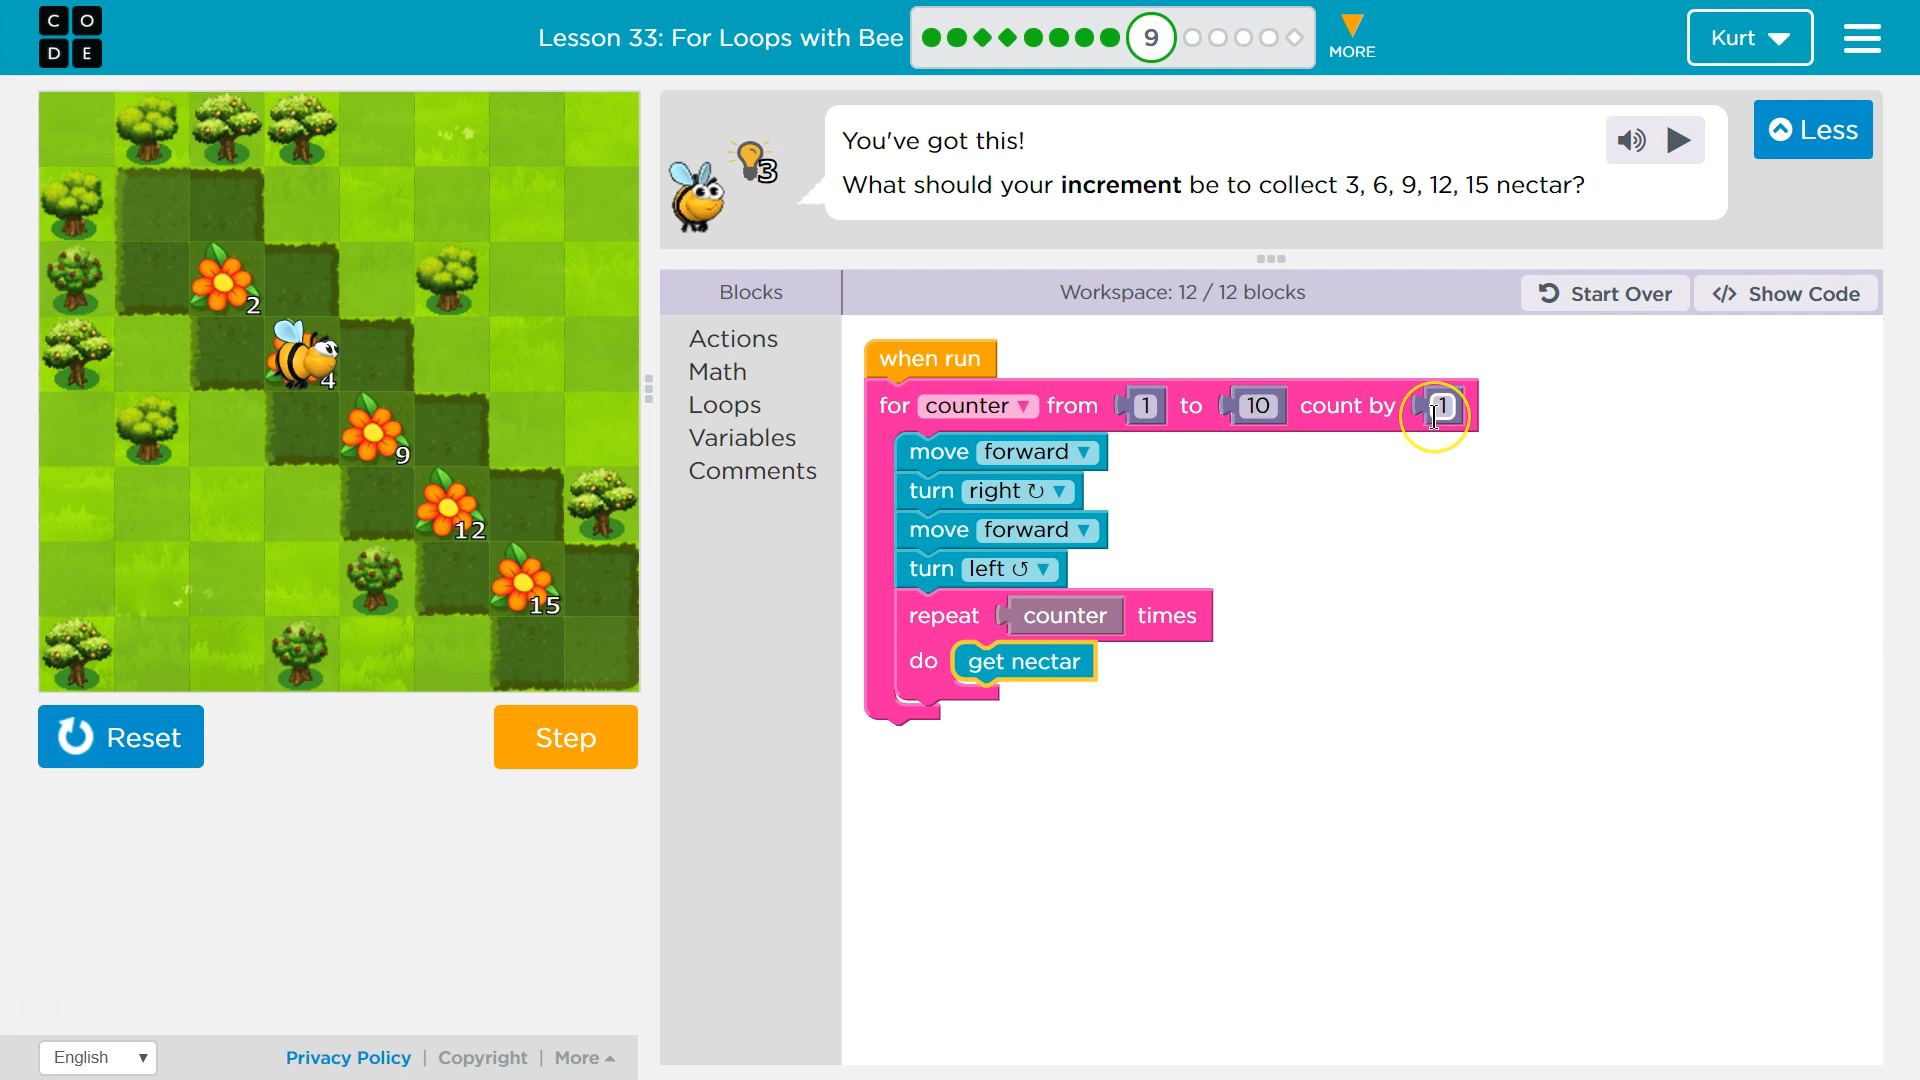 C O
D E
Lesson 33: For Loops with Bee
9
MORE
Kurt
3
You've got this!
What should your increment be to collect 3, 6, 9, 12, 15 nectar?
Less
Blocks
Workspace: 12 / 12 blocks
Start Over
</> Show Code
Actions
Math
Loops
Variables
Comments
when run
for counter from 1 to 10 count by 1
move forward
turn right
move forward
turn left
repeat counter times
do get nectar
2
4
9
12
15
Reset
Step
English
Privacy Policy | Copyright | More